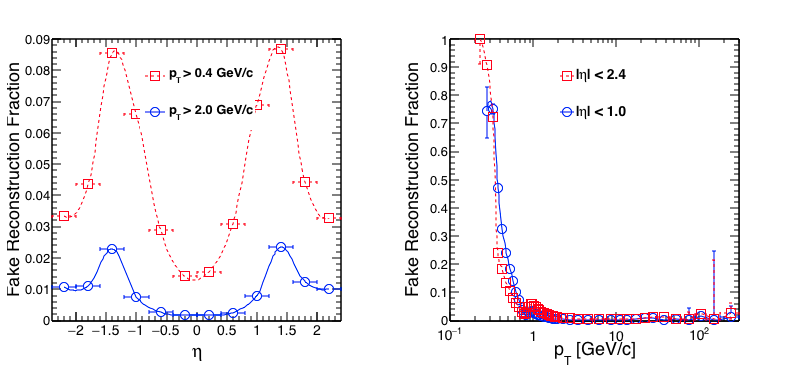 Fake Reconstruction Fraction
0.09
0.08
0.07
0.06
0.05
0.04
0.03
0.02
0.01
0
p_T > 0.4 GeV/c
p_T > 2.0 GeV/c
−2 −1.5 −1 −0.5 0 0.5 1 1.5 2
η
Fake Reconstruction Fraction
1
0.9
0.8
0.7
0.6
0.5
0.4
0.3
0.2
0.1
0
|η| < 2.4
|η| < 1.0
10⁻¹ 1 10 10²
p_T [GeV/c]